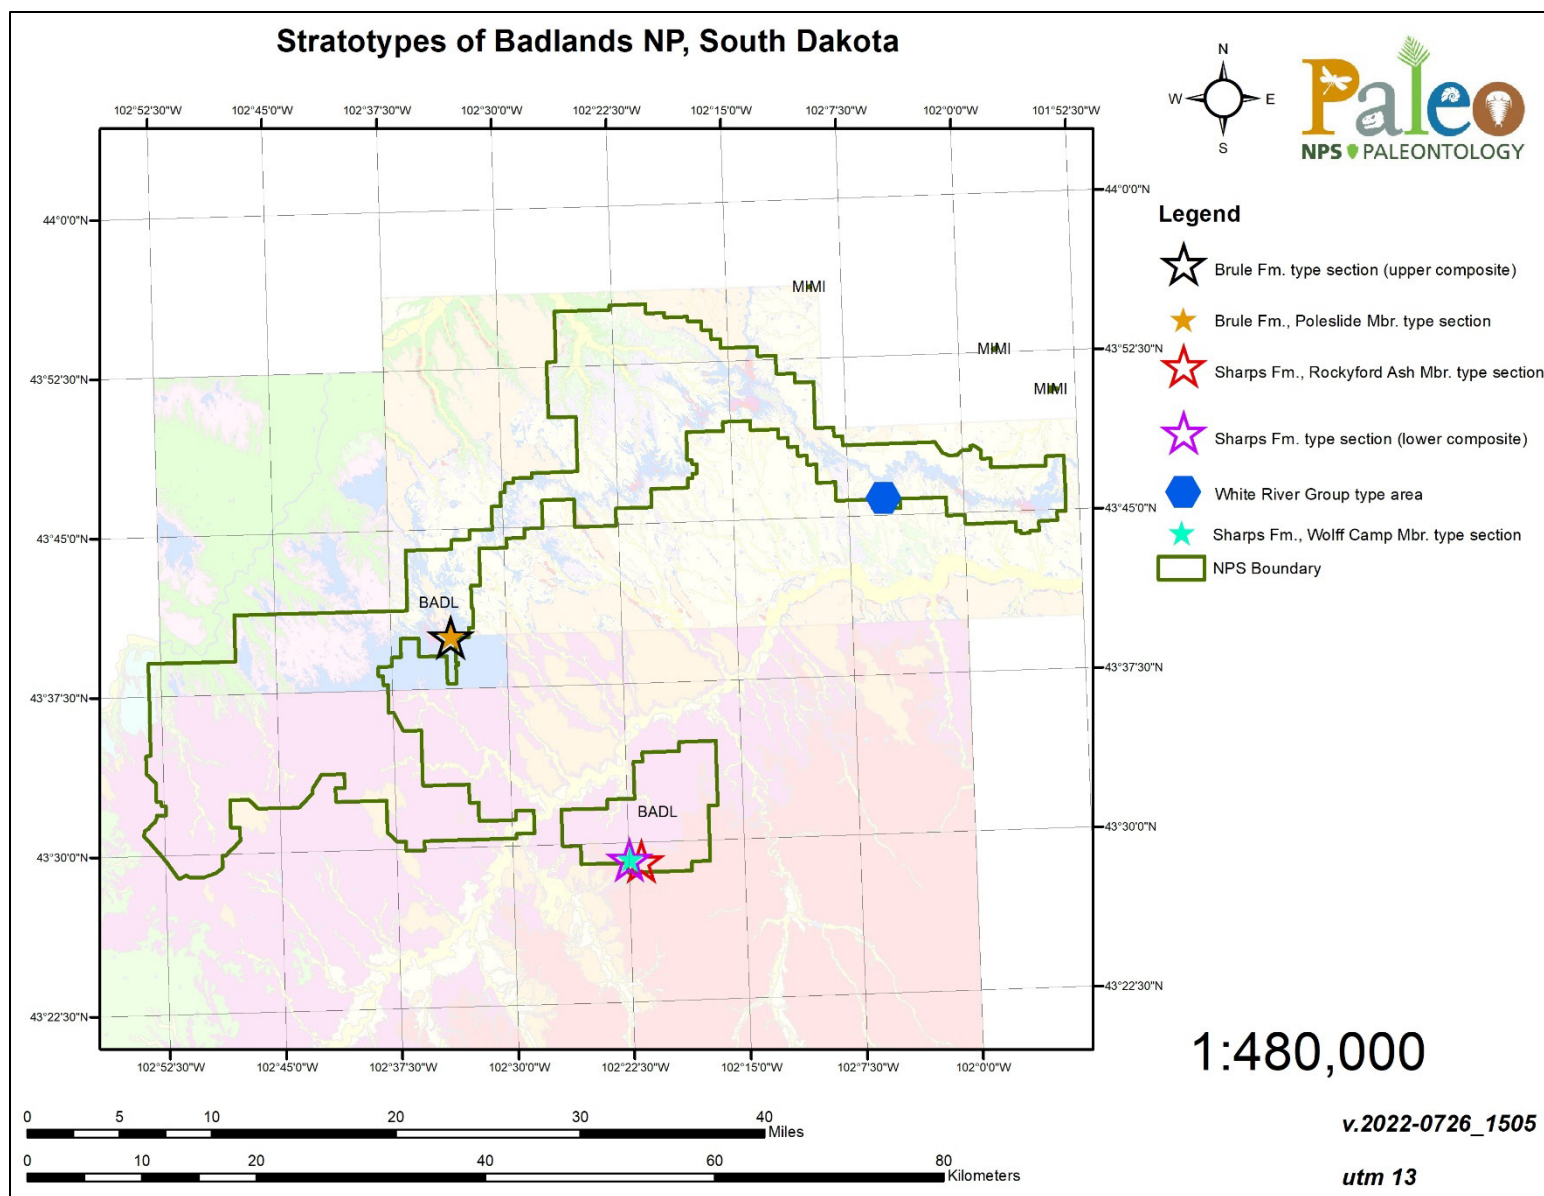 Stratotypes of Badlands NP, South Dakota
N
W E
S
Paleo
NPS PALEONTOLOGY
102°52'30"W 102°45'0"W 102°37'30"W 102°30'0"W 102°22'30"W 102°15'0"W 102°7'30"W 102°0'0"W 101°52'30"W
44°0'0"N
44°0'0"N
Legend
Brule Fm. type section (upper composite)
MIMI
Brule Fm., Poleslide Mbr. type section
MIMI
43°52'30"N
Sharps Fm., Rockyford Ash Mbr. type section
43°52'30"N
MIMI
Sharps Fm. type section (lower composite)
White River Group type area
43°45'0"N
Sharps Fm., Wolff Camp Mbr. type section
43°45'0"N
NPS Boundary
BADL
43°37'30"N
43°37'30"N
BADL
43°30'0"N
43°30'0"N
43°22'30"N
43°22'30"N
102°52'30"W 102°45'0"W 102°37'30"W 102°30'0"W 102°22'30"W 102°15'0"W 102°7'30"W 102°0'0"W
1:480,000
0 5 10 20 30 40
Miles
0 10 20 40 60 80
Kilometers
v.2022-0726_1505
utm 13